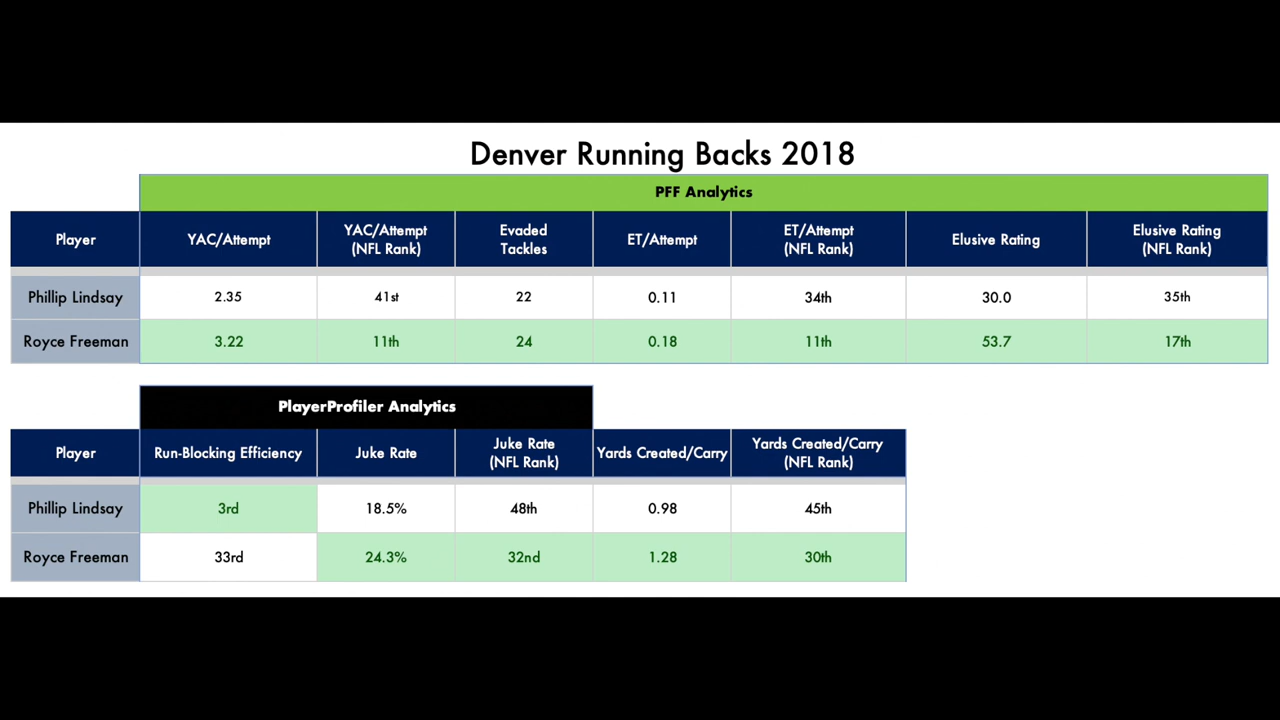 Denver Running Backs 2018
PFF Analytics
Player YAC/Attempt YAC/Attempt (NFL Rank) Evaded Tackles ET/Attempt ET/Attempt (NFL Rank) Elusive Rating Elusive Rating (NFL Rank)
Phillip Lindsay 2.35 41st 22 0.11 34th 30.0 35th
Royce Freeman 3.22 11th 24 0.18 11th 53.7 17th
PlayerProfiler Analytics
Player Run-Blocking Efficiency Juke Rate Juke Rate (NFL Rank) Yards Created/Carry Yards Created/Carry (NFL Rank)
Phillip Lindsay 3rd 18.5% 48th 0.98 45th
Royce Freeman 33rd 24.3% 32nd 1.28 30th